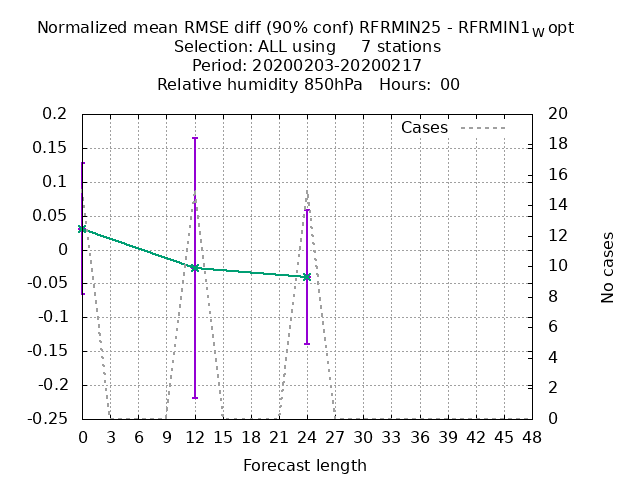 Normalized mean RMSE diff (90% conf) RFRMIN25 - RFRMIN1wopt
Selection: ALL using 7 stations
Period: 20200203-20200217
Relative humidity 850hPa Hours: 00
Cases
0.2
0.15
0.1
0.05
0
-0.05
-0.1
-0.15
-0.2
-0.25
20
18
16
14
12
10
8
6
4
2
0
No cases
0 3 6 9 12 15 18 21 24 27 30 33 36 39 42 45 48
Forecast length